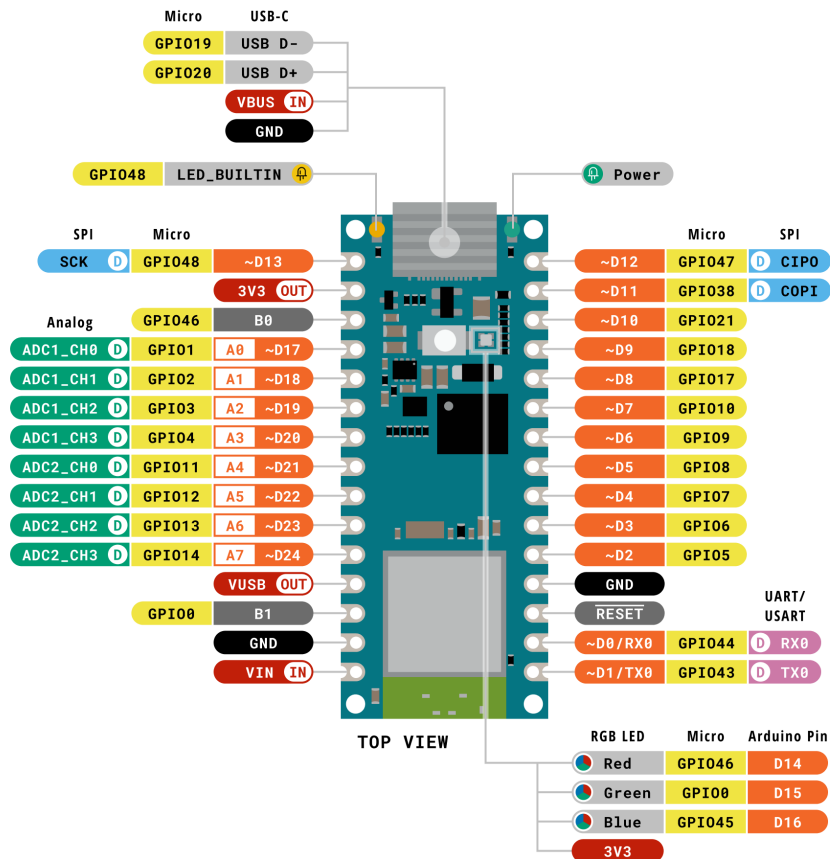 Micro USB-C
GPIO19 USB D-
GPIO20 USB D+
VBUS IN
GND
GPIO48 LED_BUILTIN
Power
SPI Micro
SCK D GPIO48 ~D13
3V3 OUT
GPIO46 B0
Analog
ADC1_CH0 D GPIO1 A0 ~D17
ADC1_CH1 D GPIO2 A1 ~D18
ADC1_CH2 D GPIO3 A2 ~D19
ADC1_CH3 D GPIO4 A3 ~D20
ADC2_CH0 D GPIO11 A4 ~D21
ADC2_CH1 D GPIO12 A5 ~D22
ADC2_CH2 D GPIO13 A6 ~D23
ADC2_CH3 D GPIO14 A7 ~D24
VUSB OUT
GPIO0 B1
GND
VIN IN
Micro SPI
~D12 GPIO47 D CIPO
~D11 GPIO38 D COPI
~D10 GPIO21
~D9 GPIO18
~D8 GPIO17
~D7 GPIO10
~D6 GPIO9
~D5 GPIO8
~D4 GPIO7
~D3 GPIO6
~D2 GPIO5
GND
RESET
UART/
USART
~D0/RX0 GPIO44 D RX0
~D1/TX0 GPIO43 D TX0
TOP VIEW
RGB LED Micro Arduino Pin
Red GPIO46 D14
Green GPIO0 D15
Blue GPIO45 D16
3V3